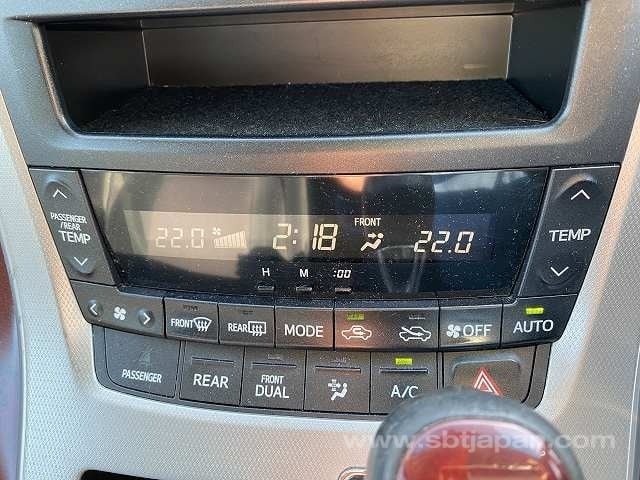 PASSENGER
/REAR
TEMP
22.0
2:18
FRONT
22.0
TEMP
H M :00
FRONT
REAR
MODE
OFF
AUTO
PASSENGER
REAR
FRONT
DUAL
A/C
www.sbtjapan.com